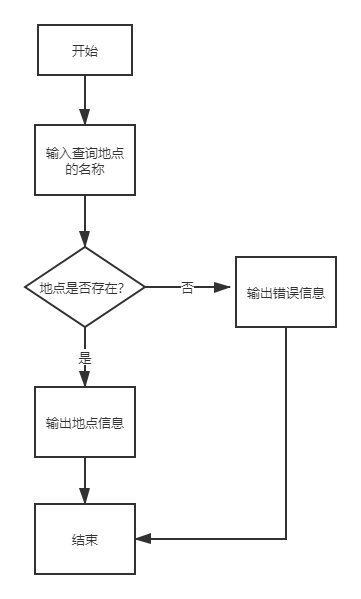 开始
输入查询地点
的名称
地点是否存在？
否
输出错误信息
是
输出地点信息
结束